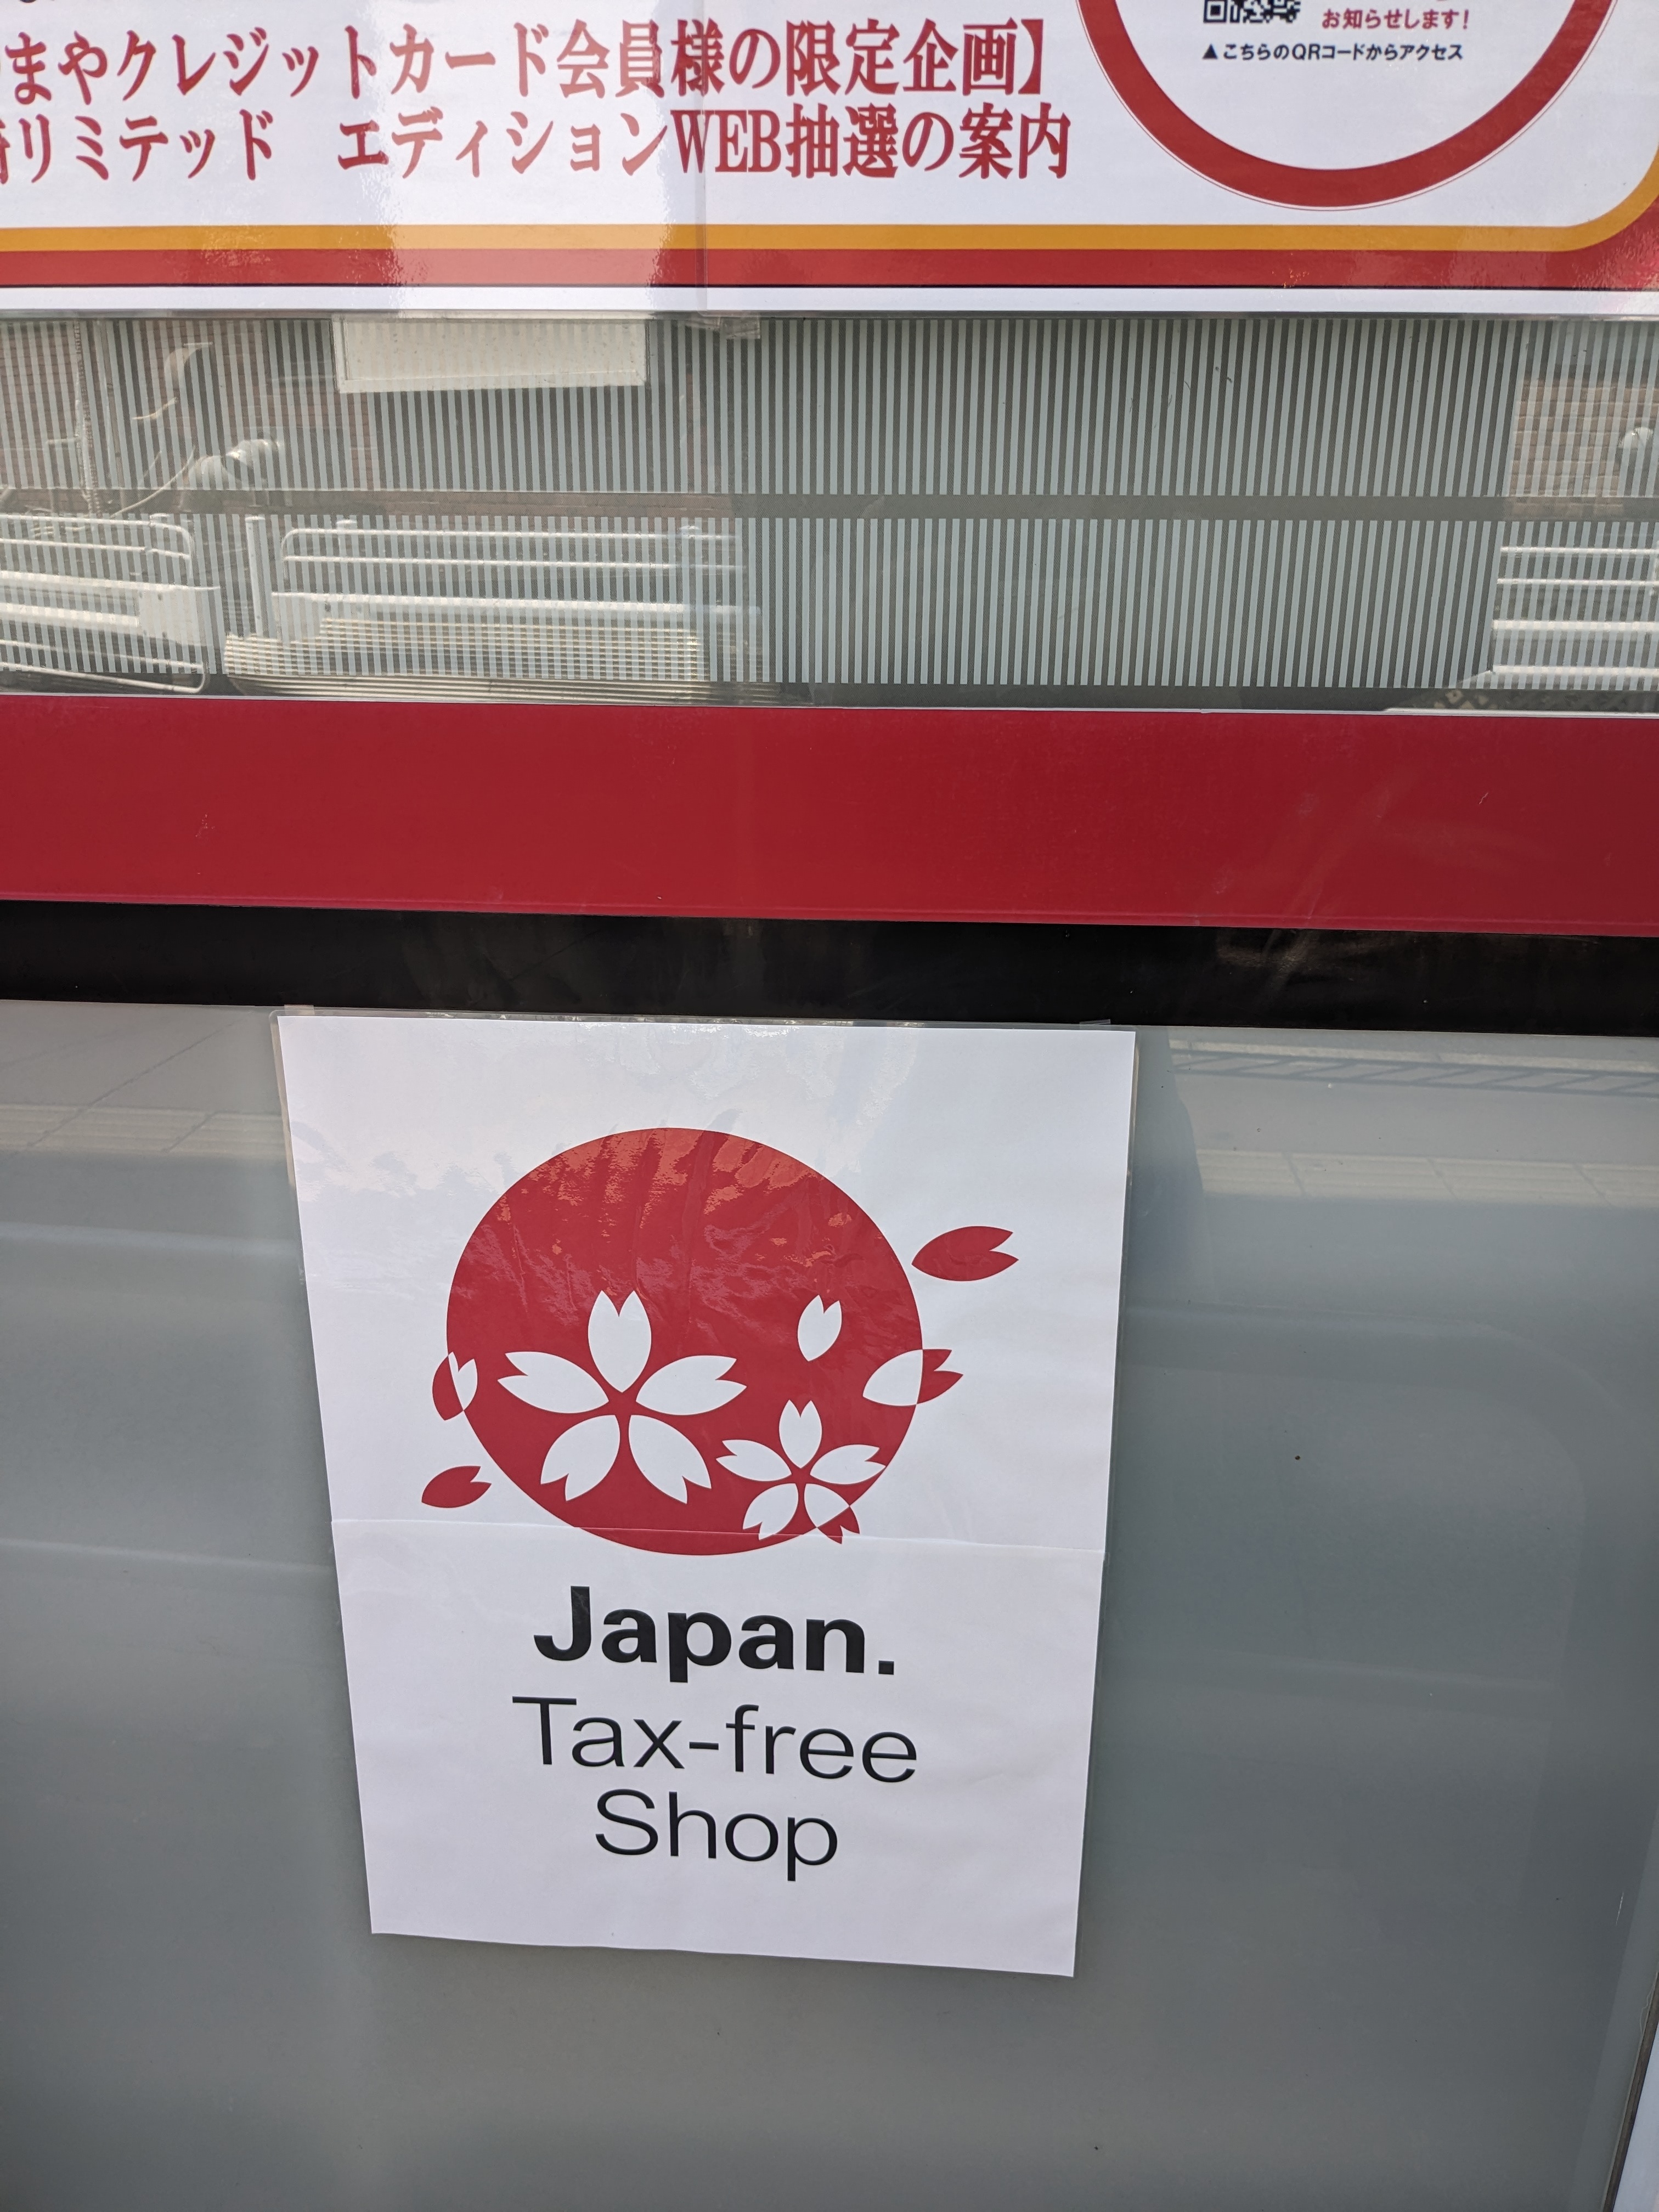 お知らせします!
▲こちらのQRコードからアクセス
まやクレジットカード会員様の限定企画】
リミテッド　エディションWEB抽選の案内
Japan.
Tax-free
Shop